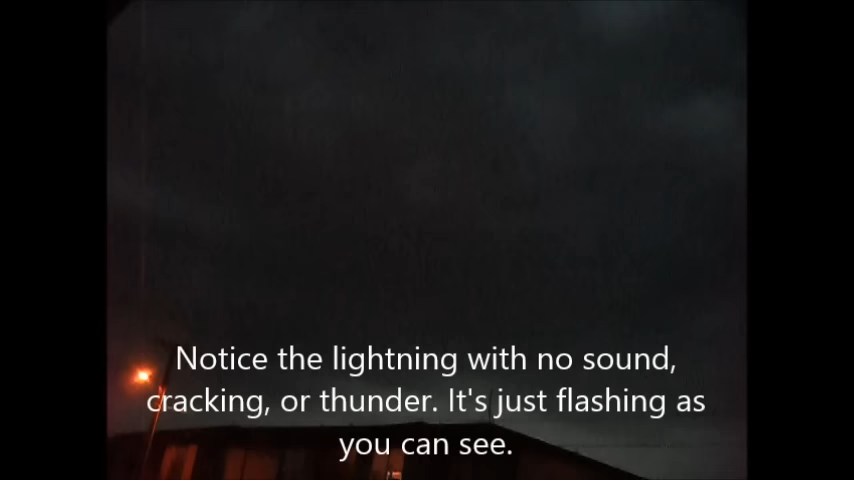 Notice the lightning with no sound,
cracking, or thunder. It's just flashing as
you can see.